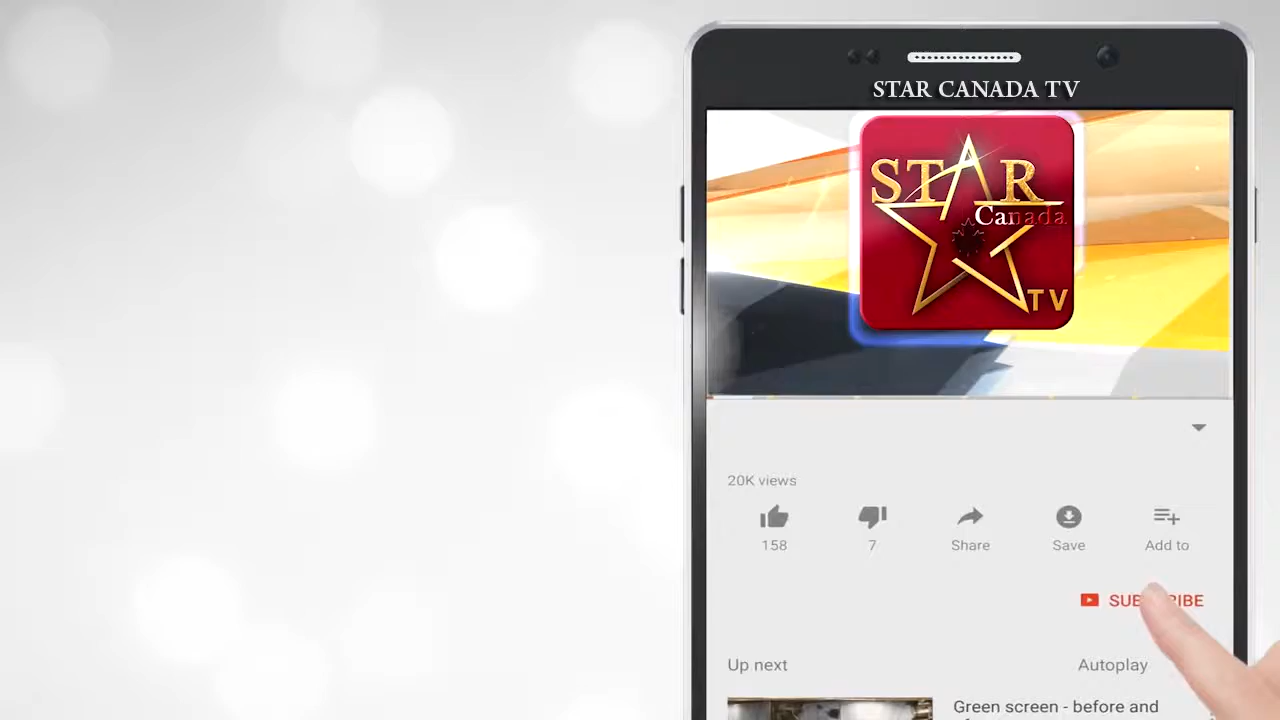 STAR CANADA TV
STAR
Canada
TV
20K views
158
7
Share
Save
Add to
SUBSCRIBE
Up next
Autoplay
Green screen - before and